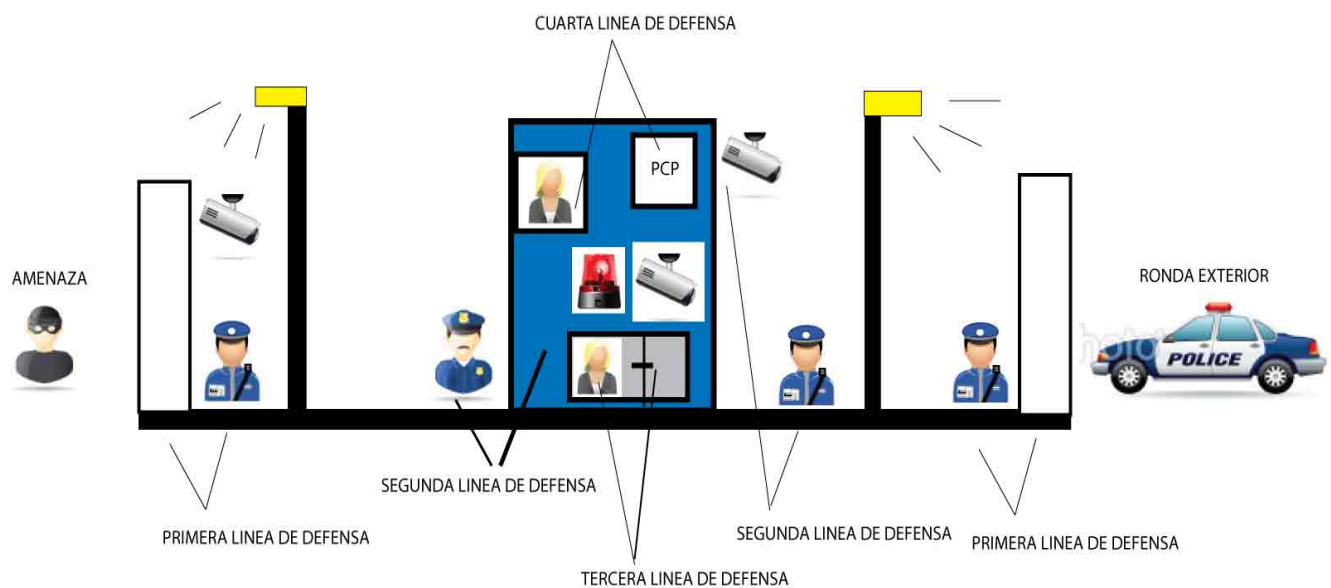 CUARTA LINEA DE DEFENSA
PCP
AMENAZA
RONDA EXTERIOR
POLICE
SEGUNDA LINEA DE DEFENSA
PRIMERA LINEA DE DEFENSA
SEGUNDA LINEA DE DEFENSA
PRIMERA LINEA DE DEFENSA
TERCERA LINEA DE DEFENSA